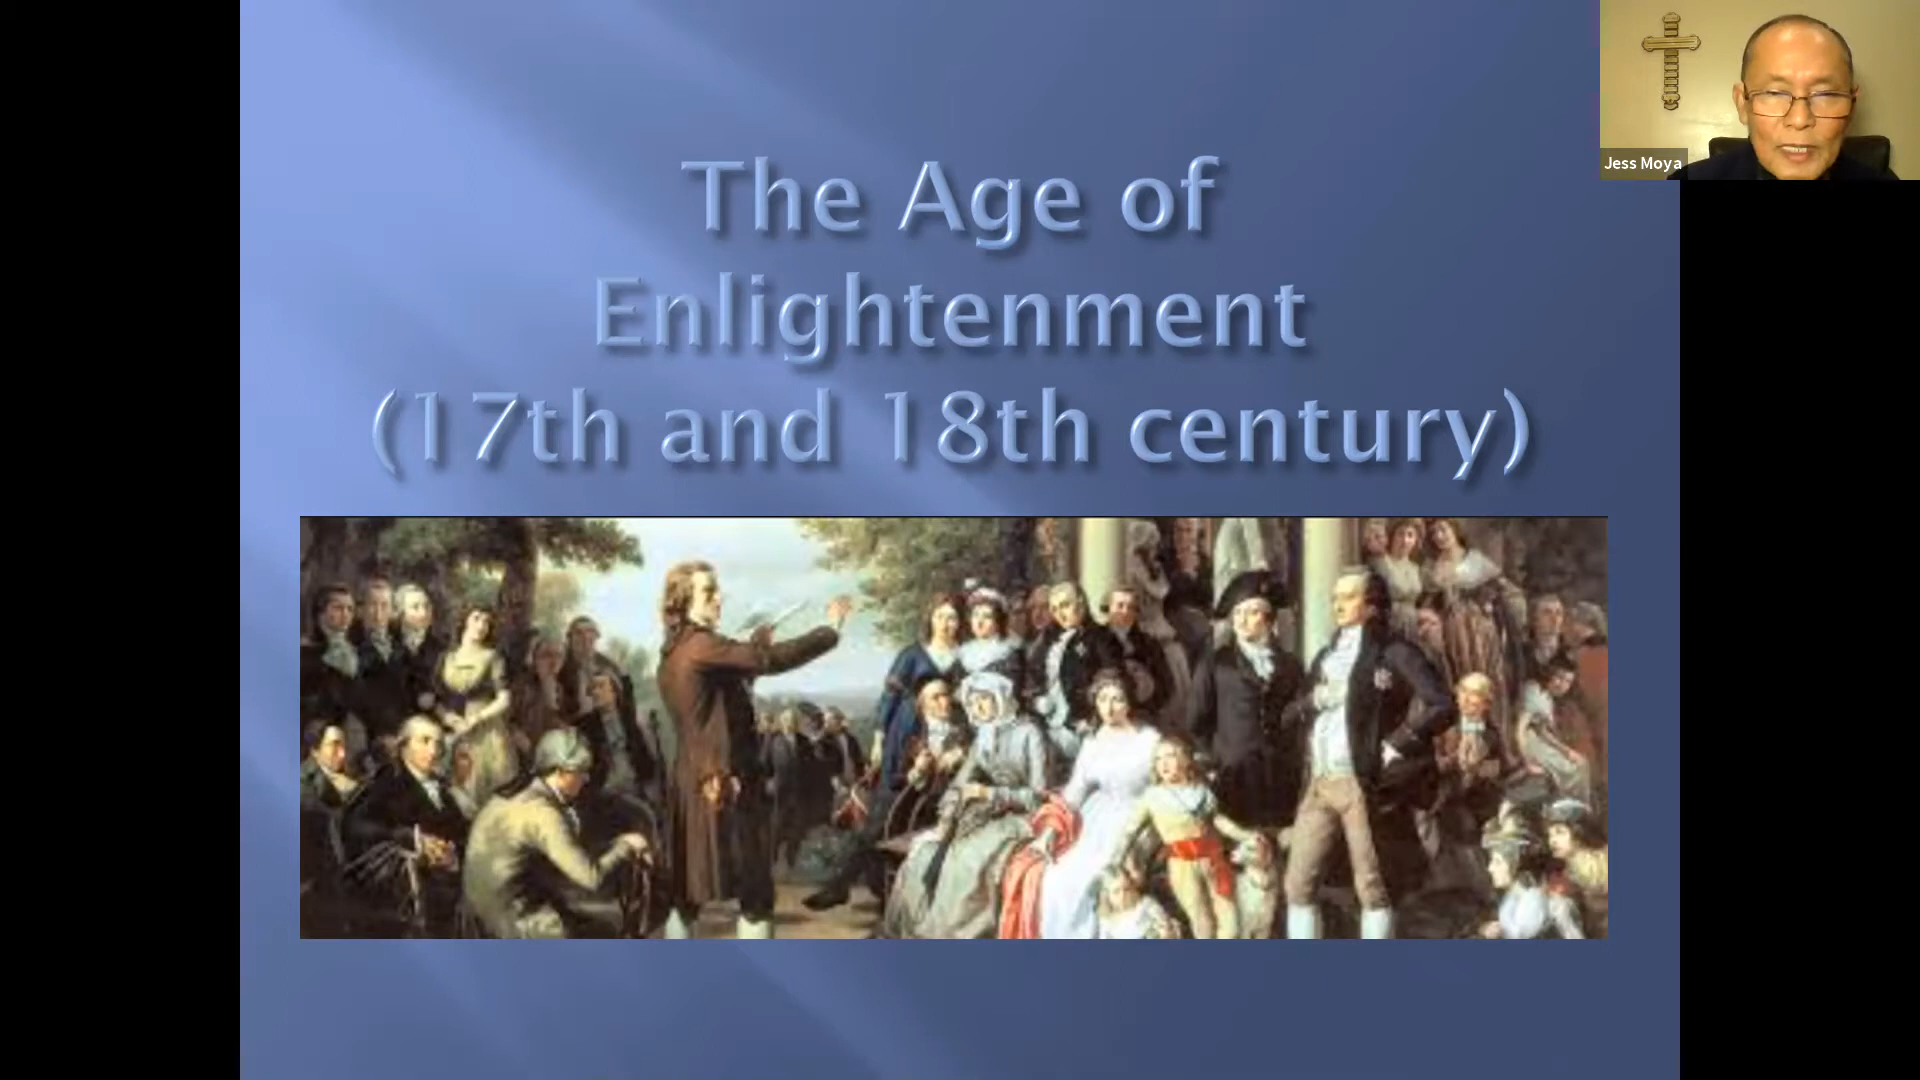 The Age of
Enlightenment
(17th and 18th century)
Jess Moya